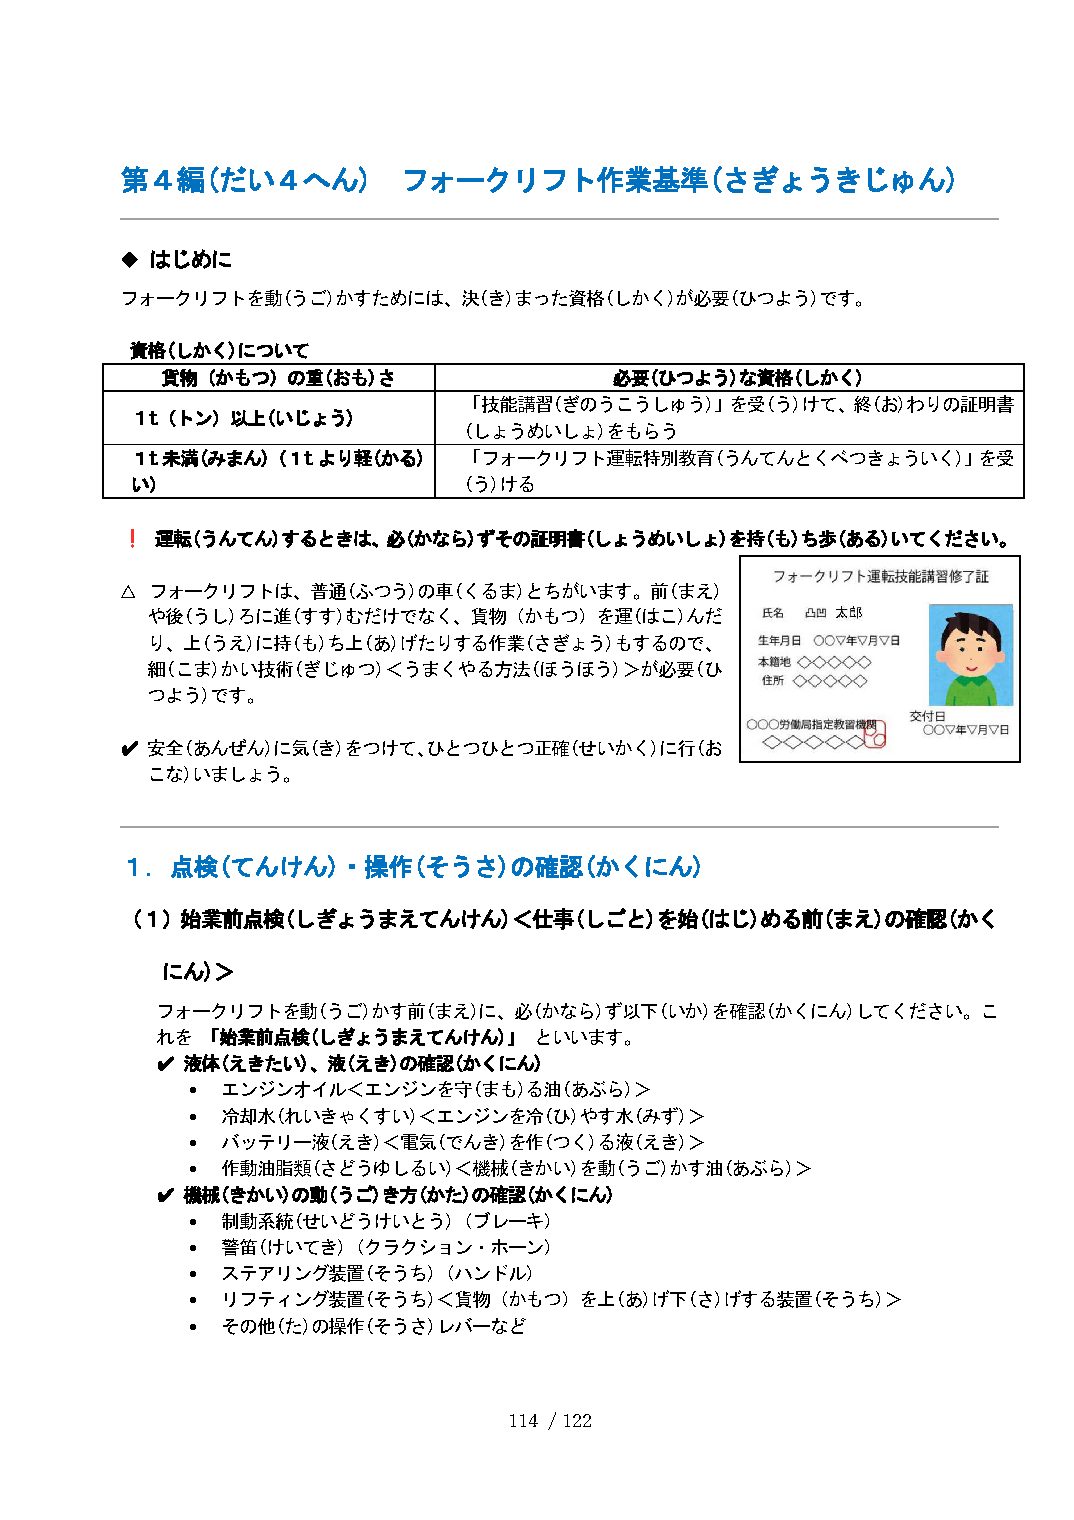 第４編(だい４へん)　フォークリフト作業基準(さぎょうきじゅん)
◆ はじめに
フォークリフトを動(うご)かすためには、決(き)まった資格(しかく)が必要(ひつよう)です。
資格(しかく)について
貨物（かもつ）の重(おも)さ
必要(ひつよう)な資格(しかく)
1t（トン）以上(いじょう)
「技能講習(ぎのうこうしゅう)」を受(う)けて、終(お)わりの証明書
(しょうめいしょ)をもらう
1t未満(みまん)（1tより軽(かる)
い）
「フォークリフト運転特別教育(うんてんとくべつきょういく)」を受
(う)ける
❗ 運転(うんてん)するときは、必(かなら)ずその証明書(しょうめいしょ)を持(も)ち歩(ある)いてください。
△ フォークリフトは、普通(ふつう)の車(くるま)とちがいます。前(まえ)
や後(うし)ろに進(すす)むだけでなく、貨物（かもつ）を運(はこ)んだ
り、上(うえ)に持(も)ち上(あ)げたりする作業(さぎょう)もするので、
細(こま)かい技術(ぎじゅつ)＜うまくやる方法(ほうほう)＞が必要(ひ
つよう)です。
✔ 安全(あんぜん)に気(き)をつけて、ひとつひとつ正確(せいかく)に行(お
こな)いましょう。
フォークリフト運転技能講習修了証
氏名　凸凹 太郎
生年月日　○○▽年▽月▽日
本籍地 ◇◇◇◇◇
住所 ◇◇◇◇◇
○○○労働局指定教習機関
◇◇◇◇◇
交付日
○○▽年▽月▽日
１． 点検(てんけん)・操作(そうさ)の確認(かくにん)
（１）始業前点検(しぎょうまえてんけん)＜仕事(しごと)を始(はじ)める前(まえ)の確認(かく
にん)＞
フォークリフトを動(うご)かす前(まえ)に、必(かなら)ず以下(いか)を確認(かくにん)してください。こ
れを 「始業前点検(しぎょうまえてんけん)」 といいます。
✔ 液体(えきたい)、液(えき)の確認(かくにん)
• エンジンオイル＜エンジンを守(まも)る油(あぶら)＞
• 冷却水(れいきゃくすい)＜エンジンを冷(ひ)やす水(みず)＞
• バッテリー液(えき)＜電気(でんき)を作(つく)る液(えき)＞
• 作動油脂類(さどうゆしるい)＜機械(きかい)を動(うご)かす油(あぶら)＞
✔ 機械(きかい)の動(うご)き方(かた)の確認(かくにん)
• 制動系統(せいどうけいとう)（ブレーキ）
• 警笛(けいてき)（クラクション・ホーン）
• ステアリング装置(そうち)（ハンドル）
• リフティング装置(そうち)＜貨物（かもつ）を上(あ)げ下(さ)げする装置(そうち)＞
• その他(た)の操作(そうさ)レバーなど
114 / 122